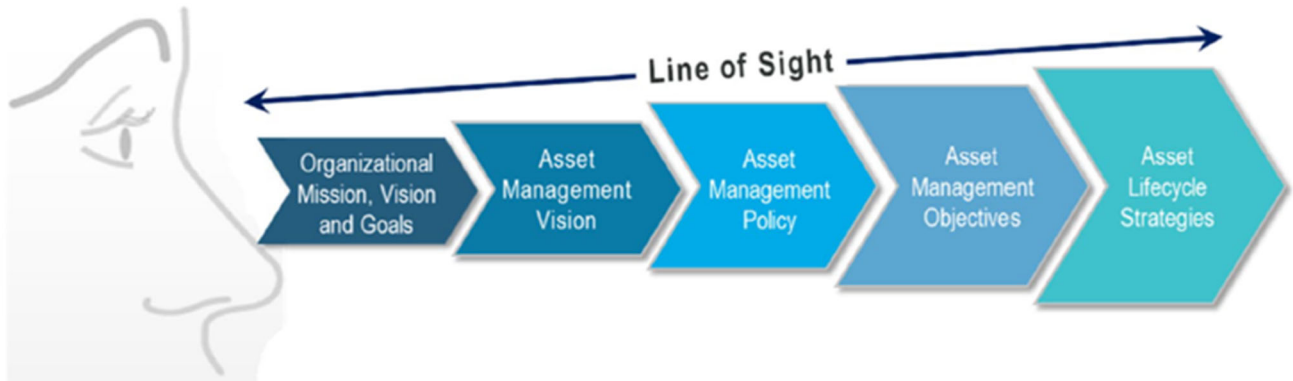 Line of Sight
Organizational
Mission, Vision
and Goals
Asset
Management
Vision
Asset
Management
Policy
Asset
Management
Objectives
Asset
Lifecycle
Strategies